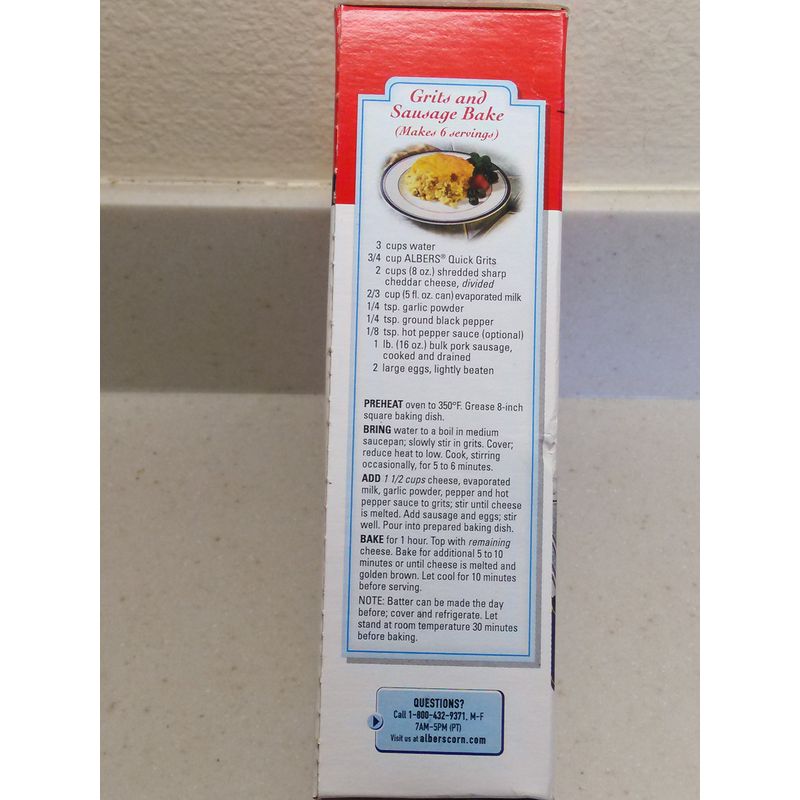 Grits and
Sausage Bake
(Makes 6 servings)
3 cups water
3/4 cup ALBERS® Quick Grits
2 cups (8 oz.) shredded sharp
cheddar cheese, divided
2/3 cup (5 fl. oz. can) evaporated milk
1/4 tsp. garlic powder
1/4 tsp. ground black pepper
1/8 tsp. hot pepper sauce (optional)
1 lb. (16 oz.) bulk pork sausage,
cooked and drained
2 large eggs, lightly beaten
PREHEAT oven to 350°F. Grease 8-inch
square baking dish.
BRING water to a boil in medium
saucepan; slowly stir in grits. Cover;
reduce heat to low. Cook, stirring
occasionally, for 5 to 6 minutes.
ADD 1 1/2 cups cheese, evaporated
milk, garlic powder, pepper and hot
pepper sauce to grits; stir until cheese
is melted. Add sausage and eggs; stir
well. Pour into prepared baking dish.
BAKE for 1 hour. Top with remaining
cheese. Bake for additional 5 to 10
minutes or until cheese is melted and
golden brown. Let cool for 10 minutes
before serving.
NOTE: Batter can be made the day
before; cover and refrigerate. Let
stand at room temperature 30 minutes
before baking.
QUESTIONS?
Call 1-800-432-9371, M-F
7AM-5PM (PT)
Visit us at alberscorn.com